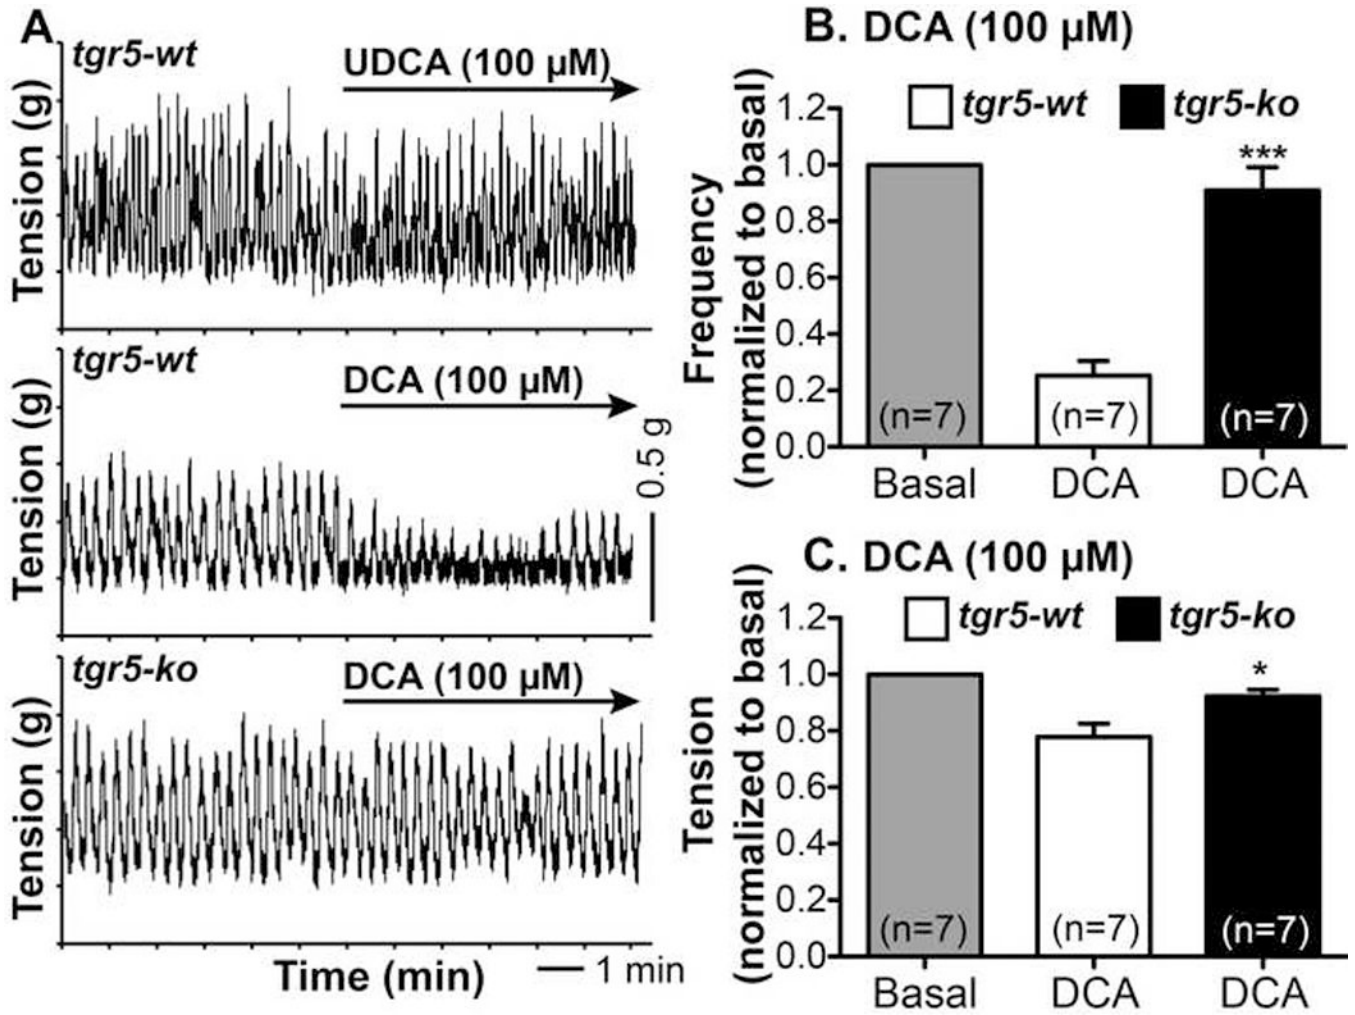 A
tgr5-wt
UDCA (100 µM)
Tension (g)
tgr5-wt
DCA (100 µM)
Tension (g)
0.5 g
tgr5-ko
DCA (100 µM)
Tension (g)
Time (min)
1 min
B. DCA (100 µM)
tgr5-wt tgr5-ko
Frequency
(normalized to basal)
1.2
1.0
0.8
0.6
0.4
0.2
0.0
***
(n=7) (n=7) (n=7)
Basal DCA DCA
C. DCA (100 µM)
tgr5-wt tgr5-ko
Tension
(normalized to basal)
1.2
1.0
0.8
0.6
0.4
0.2
0.0
*
(n=7) (n=7) (n=7)
Basal DCA DCA